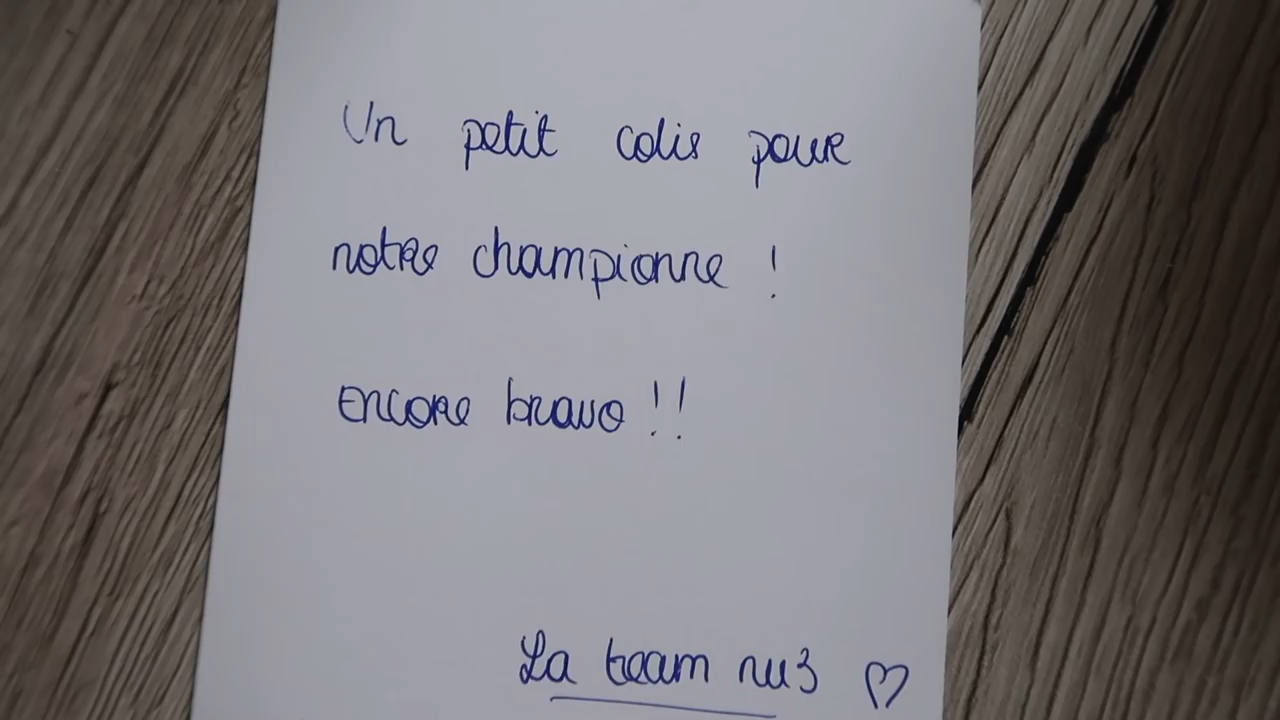 Un petit colis pour
notre championne !
encore bravo !!
La team nu3 ♡